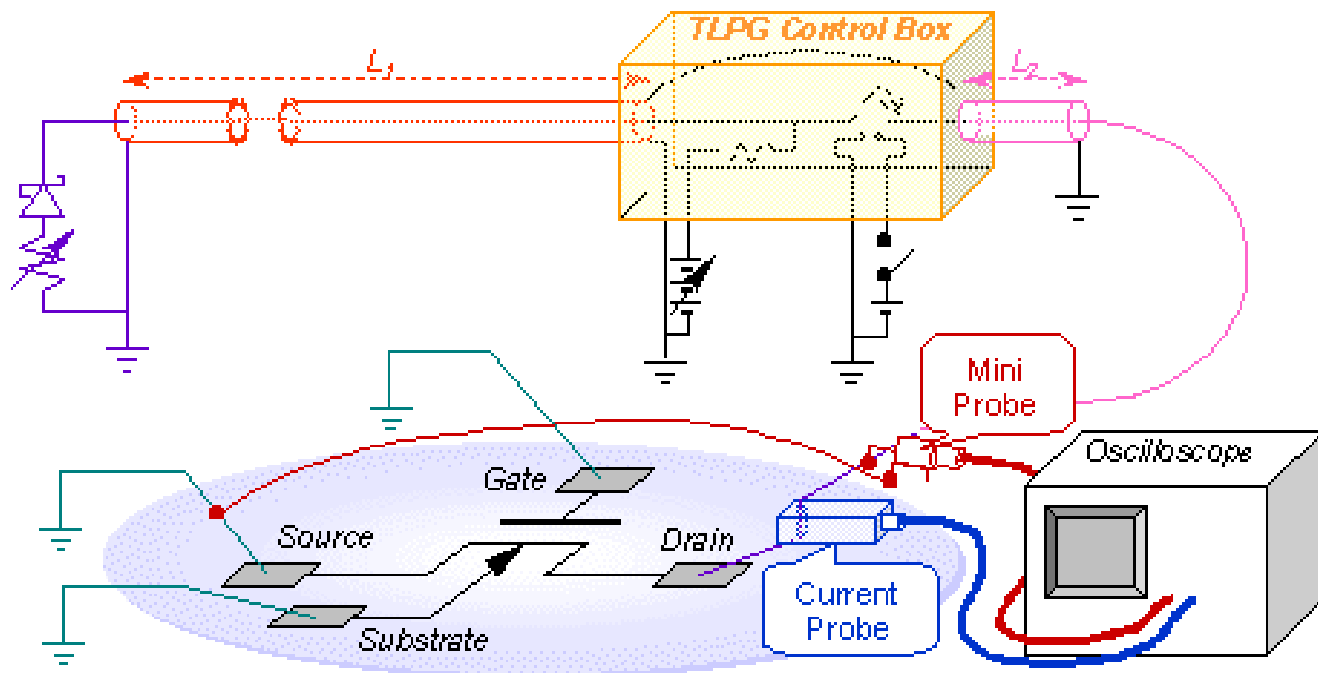 TLPG Control Box
L1
L2
Mini
Probe
Oscilloscope
Gate
Source
Drain
Current
Probe
Substrate